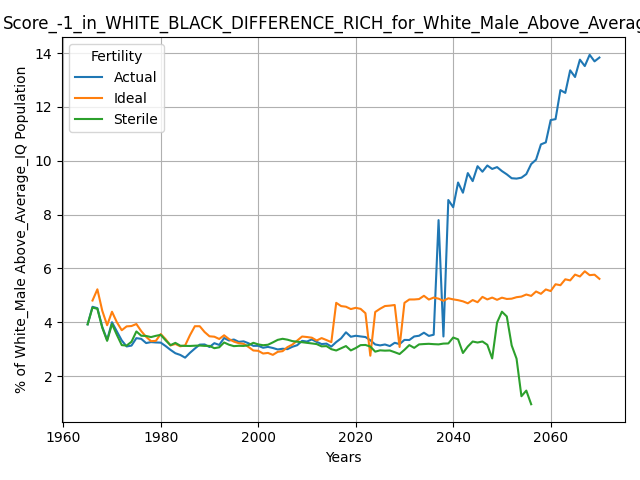 Score_-1_in_WHITE_BLACK_DIFFERENCE_RICH_for_White_Male_Above_Averag
Fertility
Actual
Ideal
Sterile
14
12
10
8
6
4
2
% of White_Male Above_Average_IQ Population
1960 1980 2000 2020 2040 2060
Years